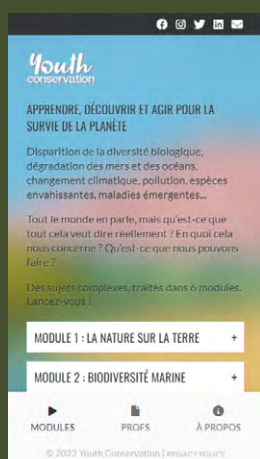 Youth
conservation
APPRENDRE, DÉCOUVRIR ET AGIR POUR LA
SURVIE DE LA PLANÈTE
Disparition de la diversité biologique,
dégradation des mers et des océans,
changement climatique, pollution, espèces
envahissantes, maladies émergentes...
Tout le monde en parle, mais qu'est-ce que
tout cela veut dire réellement ? En quoi cela
nous concerne ? Qu'est-ce que nous pouvons
faire ?
Des sujets complexes, traités dans 6 modules.
Lancez-vous !
MODULE 1 : LA NATURE SUR LA TERRE +
MODULE 2 : BIODIVERSITÉ MARINE +
MODULES PROFS À PROPOS
© 2022 Youth Conservation | PRIVACY POLICY